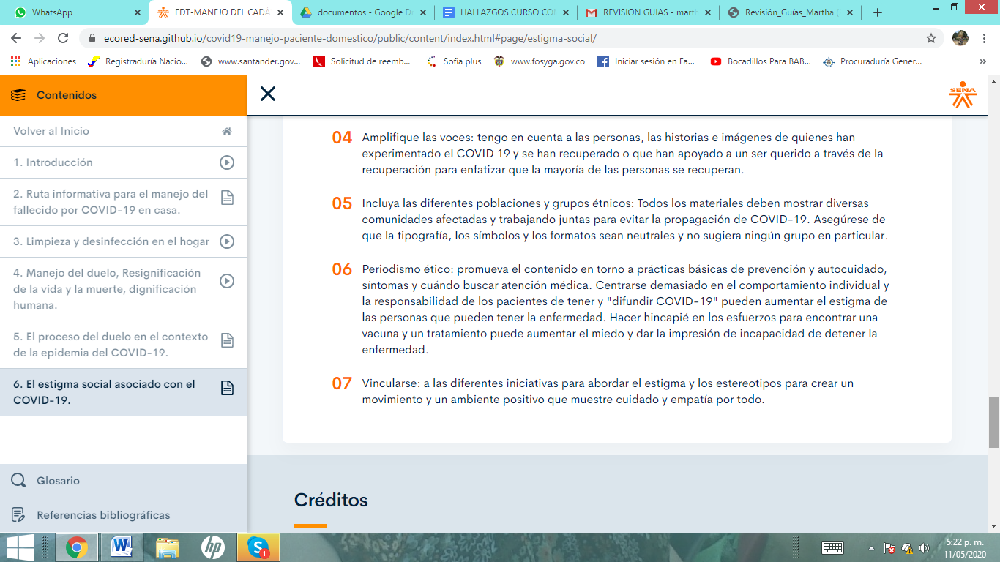 WhatsApp
EDT-MANEJO DEL CADÁ
documentos - Google Dr
HALLAZGOS CURSO CON
REVISION GUIAS - marth
Revisión_Guías_Martha (
ecored-sena.github.io/covid19-manejo-paciente-domestico/public/content/index.html#page/estigma-social/
Aplicaciones
Registraduría Nacio...
www.santander.gov...
Solicitud de reemb...
Sofia plus
www.fosyga.gov.co
Iniciar sesión en Fa...
Bocadillos Para BAB...
Procuraduría Gener...
»
Contenidos
SENA
Volver al Inicio
1. Introducción
2. Ruta informativa para el manejo del
fallecido por COVID-19 en casa.
3. Limpieza y desinfección en el hogar
4. Manejo del duelo, Resignificación
de la vida y la muerte, dignificación
humana.
5. El proceso del duelo en el contexto
de la epidemia del COVID-19.
6. El estigma social asociado con el
COVID-19.
Glosario
Referencias bibliográficas
04 Amplifique las voces: tengo en cuenta a las personas, las historias e imágenes de quienes han
experimentado el COVID 19 y se han recuperado o que han apoyado a un ser querido a través de la
recuperación para enfatizar que la mayoría de las personas se recuperan.
05 Incluya las diferentes poblaciones y grupos étnicos: Todos los materiales deben mostrar diversas
comunidades afectadas y trabajando juntas para evitar la propagación de COVID-19. Asegúrese de
que la tipografía, los símbolos y los formatos sean neutrales y no sugiera ningún grupo en particular.
06 Periodismo ético: promueva el contenido en torno a prácticas básicas de prevención y autocuidado,
síntomas y cuándo buscar atención médica. Centrarse demasiado en el comportamiento individual y
la responsabilidad de los pacientes de tener y "difundir COVID-19" pueden aumentar el estigma de
las personas que pueden tener la enfermedad. Hacer hincapié en los esfuerzos para encontrar una
vacuna y un tratamiento puede aumentar el miedo y dar la impresión de incapacidad de detener la
enfermedad.
07 Vincularse: a las diferentes iniciativas para abordar el estigma y los estereotipos para crear un
movimiento y un ambiente positivo que muestre cuidado y empatía por todo.
Créditos
hp
1
5:22 p. m.
11/05/2020